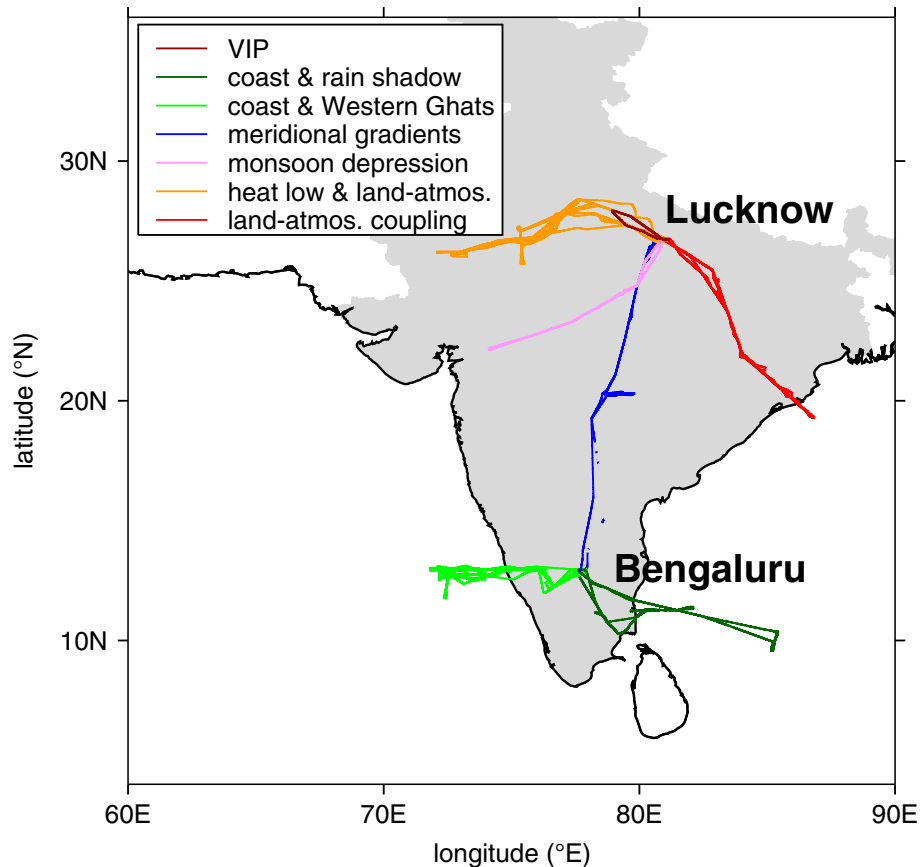 VIP
coast & rain shadow
coast & Western Ghats
meridional gradients
monsoon depression
heat low & land-atmos.
land-atmos. coupling
30N
Lucknow
latitude (°N)
20N
Bengaluru
10N
60E 70E 80E 90E
longitude (°E)